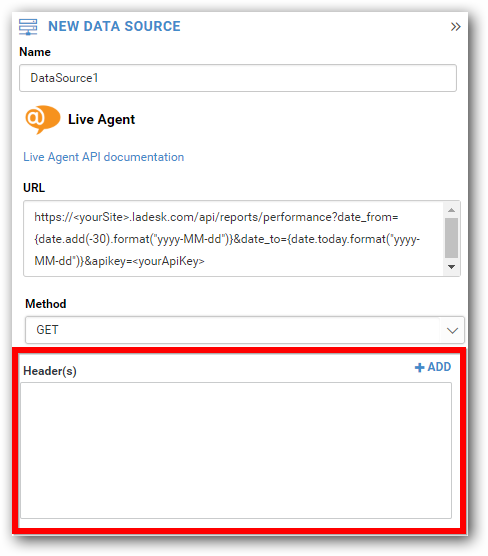 NEW DATA SOURCE
Name
DataSource1
Live Agent
Live Agent API documentation
URL
https://<yourSite>.ladesk.com/api/reports/performance?date_from=
{date.add(-30).format("yyyy-MM-dd")}&date_to={date.today.format("yyyy-
MM-dd")}&apikey=<yourApiKey>
Method
GET
Header(s)
+ ADD